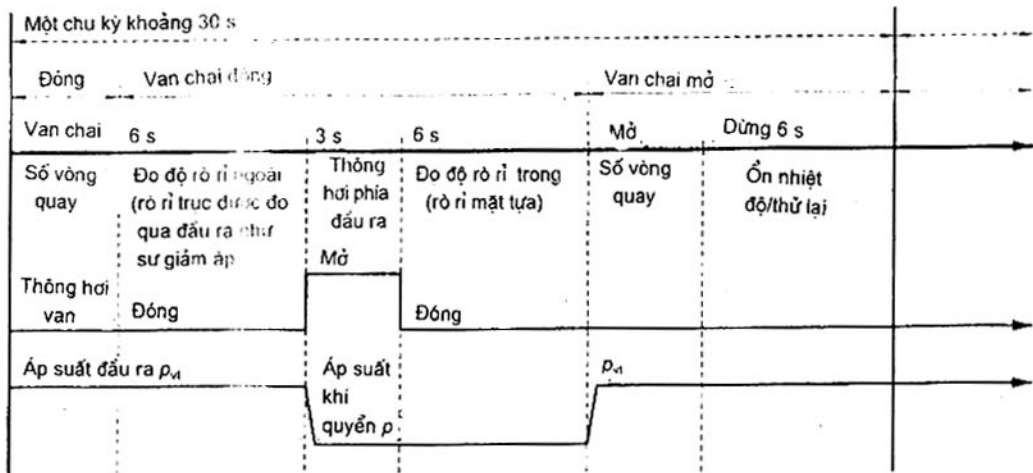 Một chu kỳ khoảng 30 s
Đóng
Van chai đóng
Van chai mở
Van chai
6 s
3 s
6 s
Mở
Dừng 6 s
Số vòng
quay
Đo độ rò rỉ ngoài
(rò rỉ trục được đo
qua đầu ra như
sư giảm áp
Thông
hơi phía
đầu ra
Đo độ rò rỉ trong
(rò rỉ mặt tựa)
Số vòng
quay
Ổn nhiệt
độ/thử lại
Mở
Thông hơi
van
Đóng
Đóng
Áp suất đầu ra pvt
Áp suất
khí
quyển p
pvt